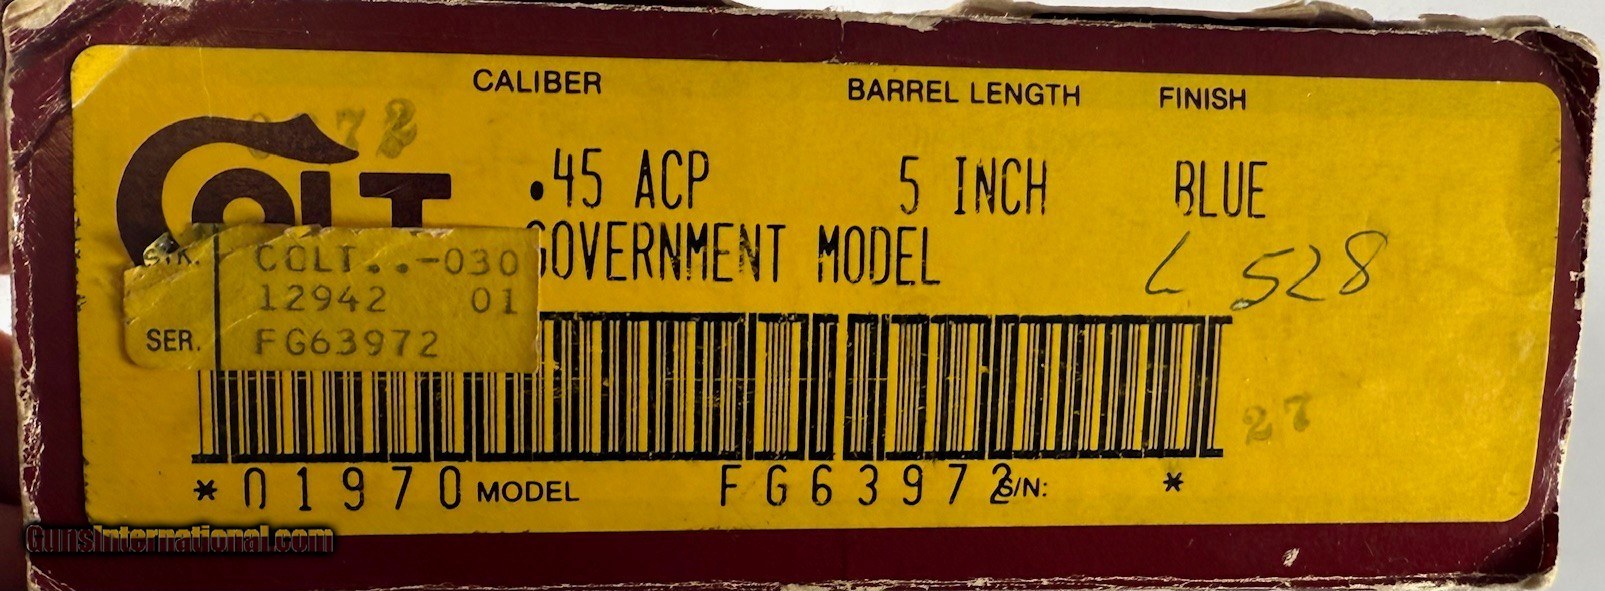 CALIBER BARREL LENGTH FINISH
72
COLT
.45 ACP 5 INCH BLUE
GOVERNMENT MODEL
L 528
STK. COLT..-030
12942 01
SER. FG63972
27
*01970 MODEL FG63972 S/N: *
GunsInternational.com